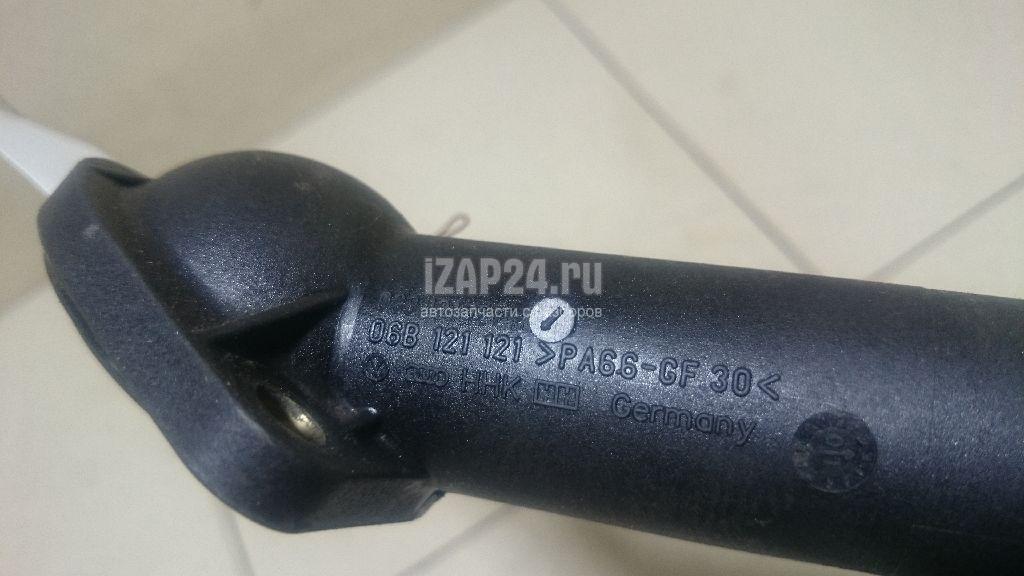 iZAP24.ru
06B 121 121 >PA66-GF 30<
HHK Germany